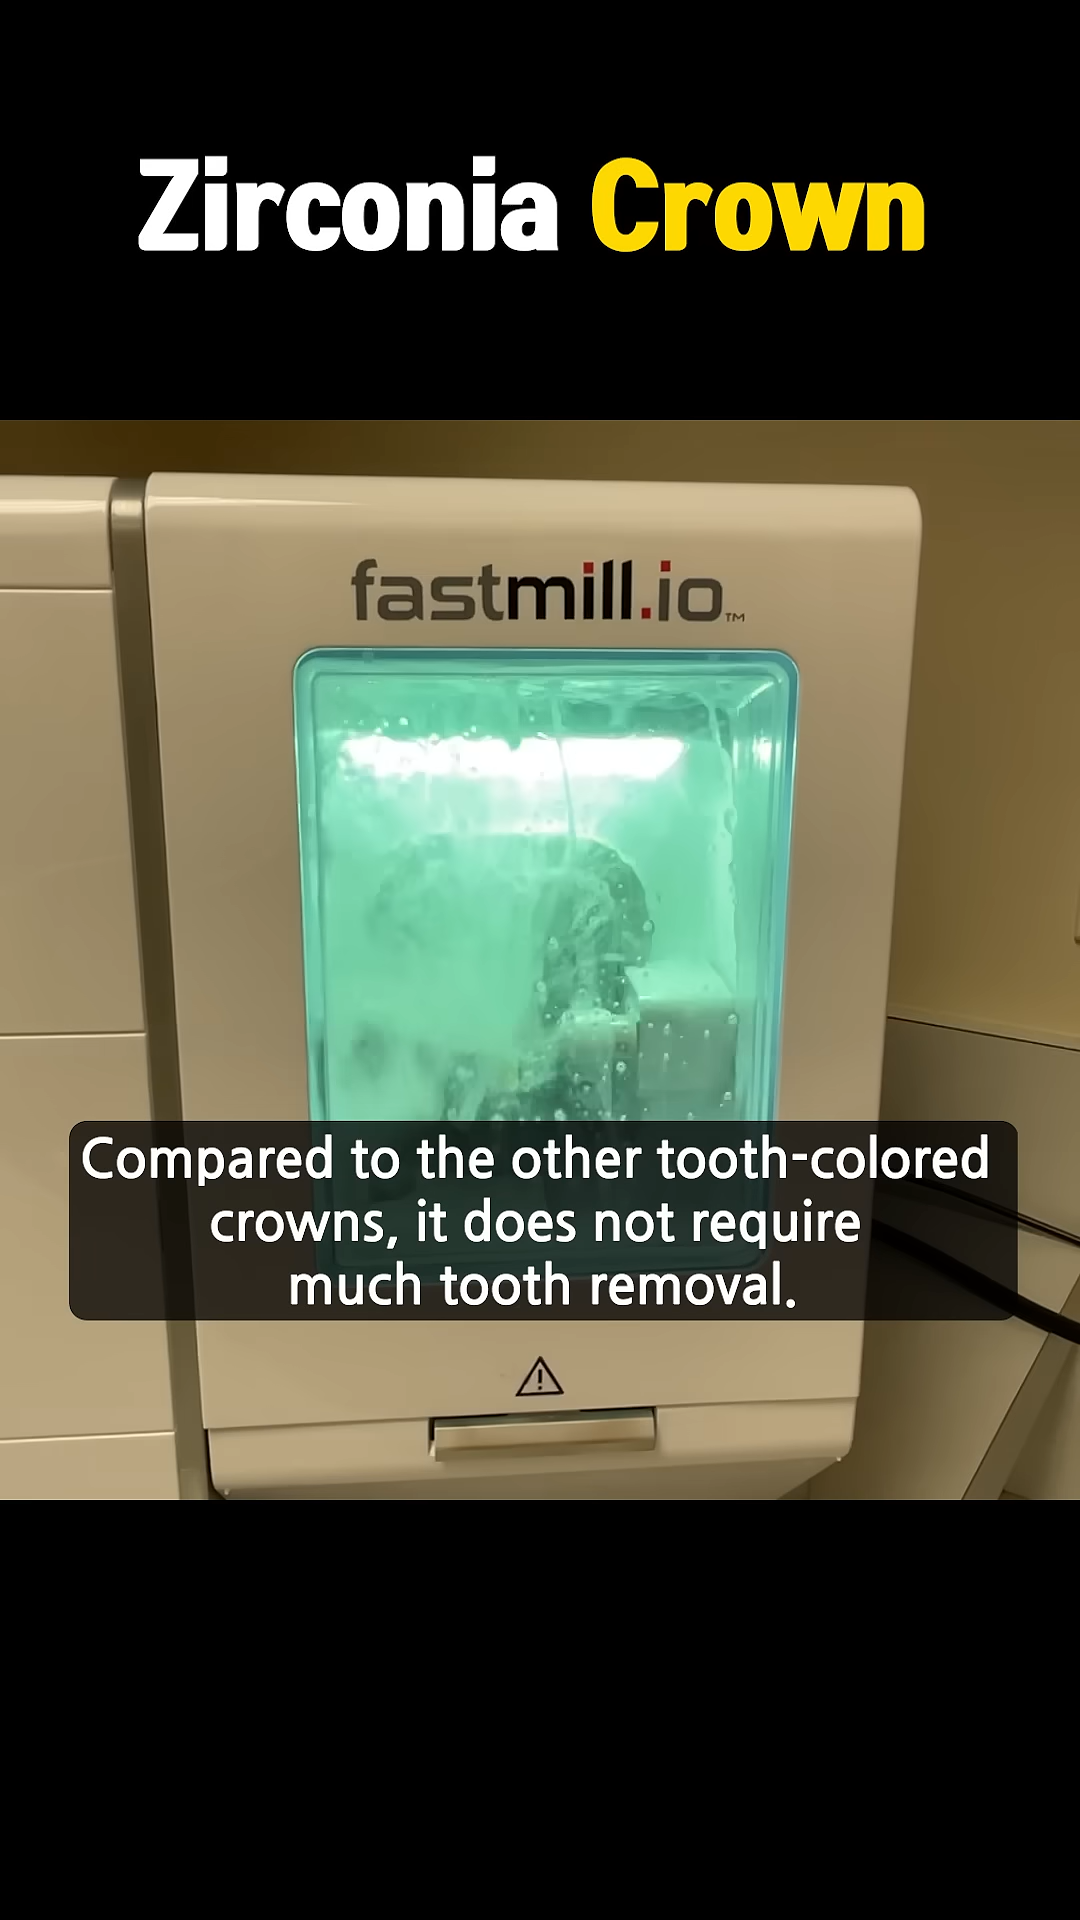 Zirconia Crown
fastmill.io™
Compared to the other tooth-colored
crowns, it does not require
much tooth removal.